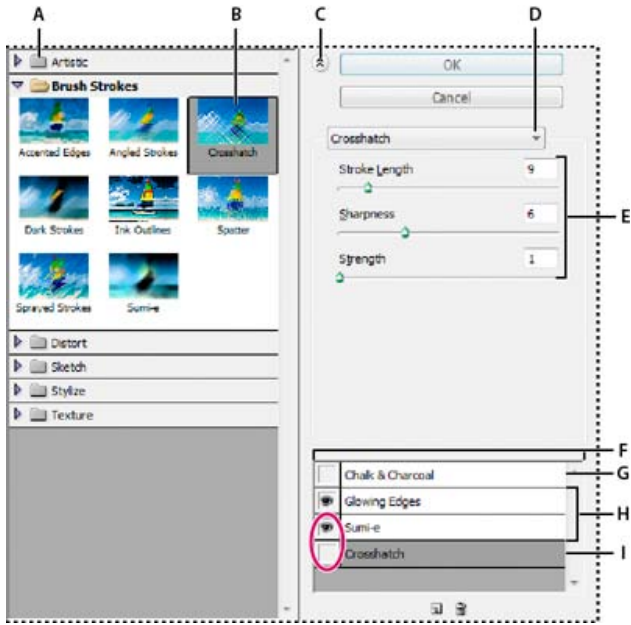 A
B
C
D
Artistic
OK
Brush Strokes
Cancel
Accented Edges
Angled Strokes
Crosshatch
Crosshatch
Stroke Length
9
Sharpness
6
E
Dark Strokes
Ink Outlines
Spatter
Strength
1
Sprayed Strokes
Sumi-e
Distort
Sketch
Stylize
Texture
F
Chalk & Charcoal
G
Glowing Edges
H
Sumi-e
Crosshatch
I